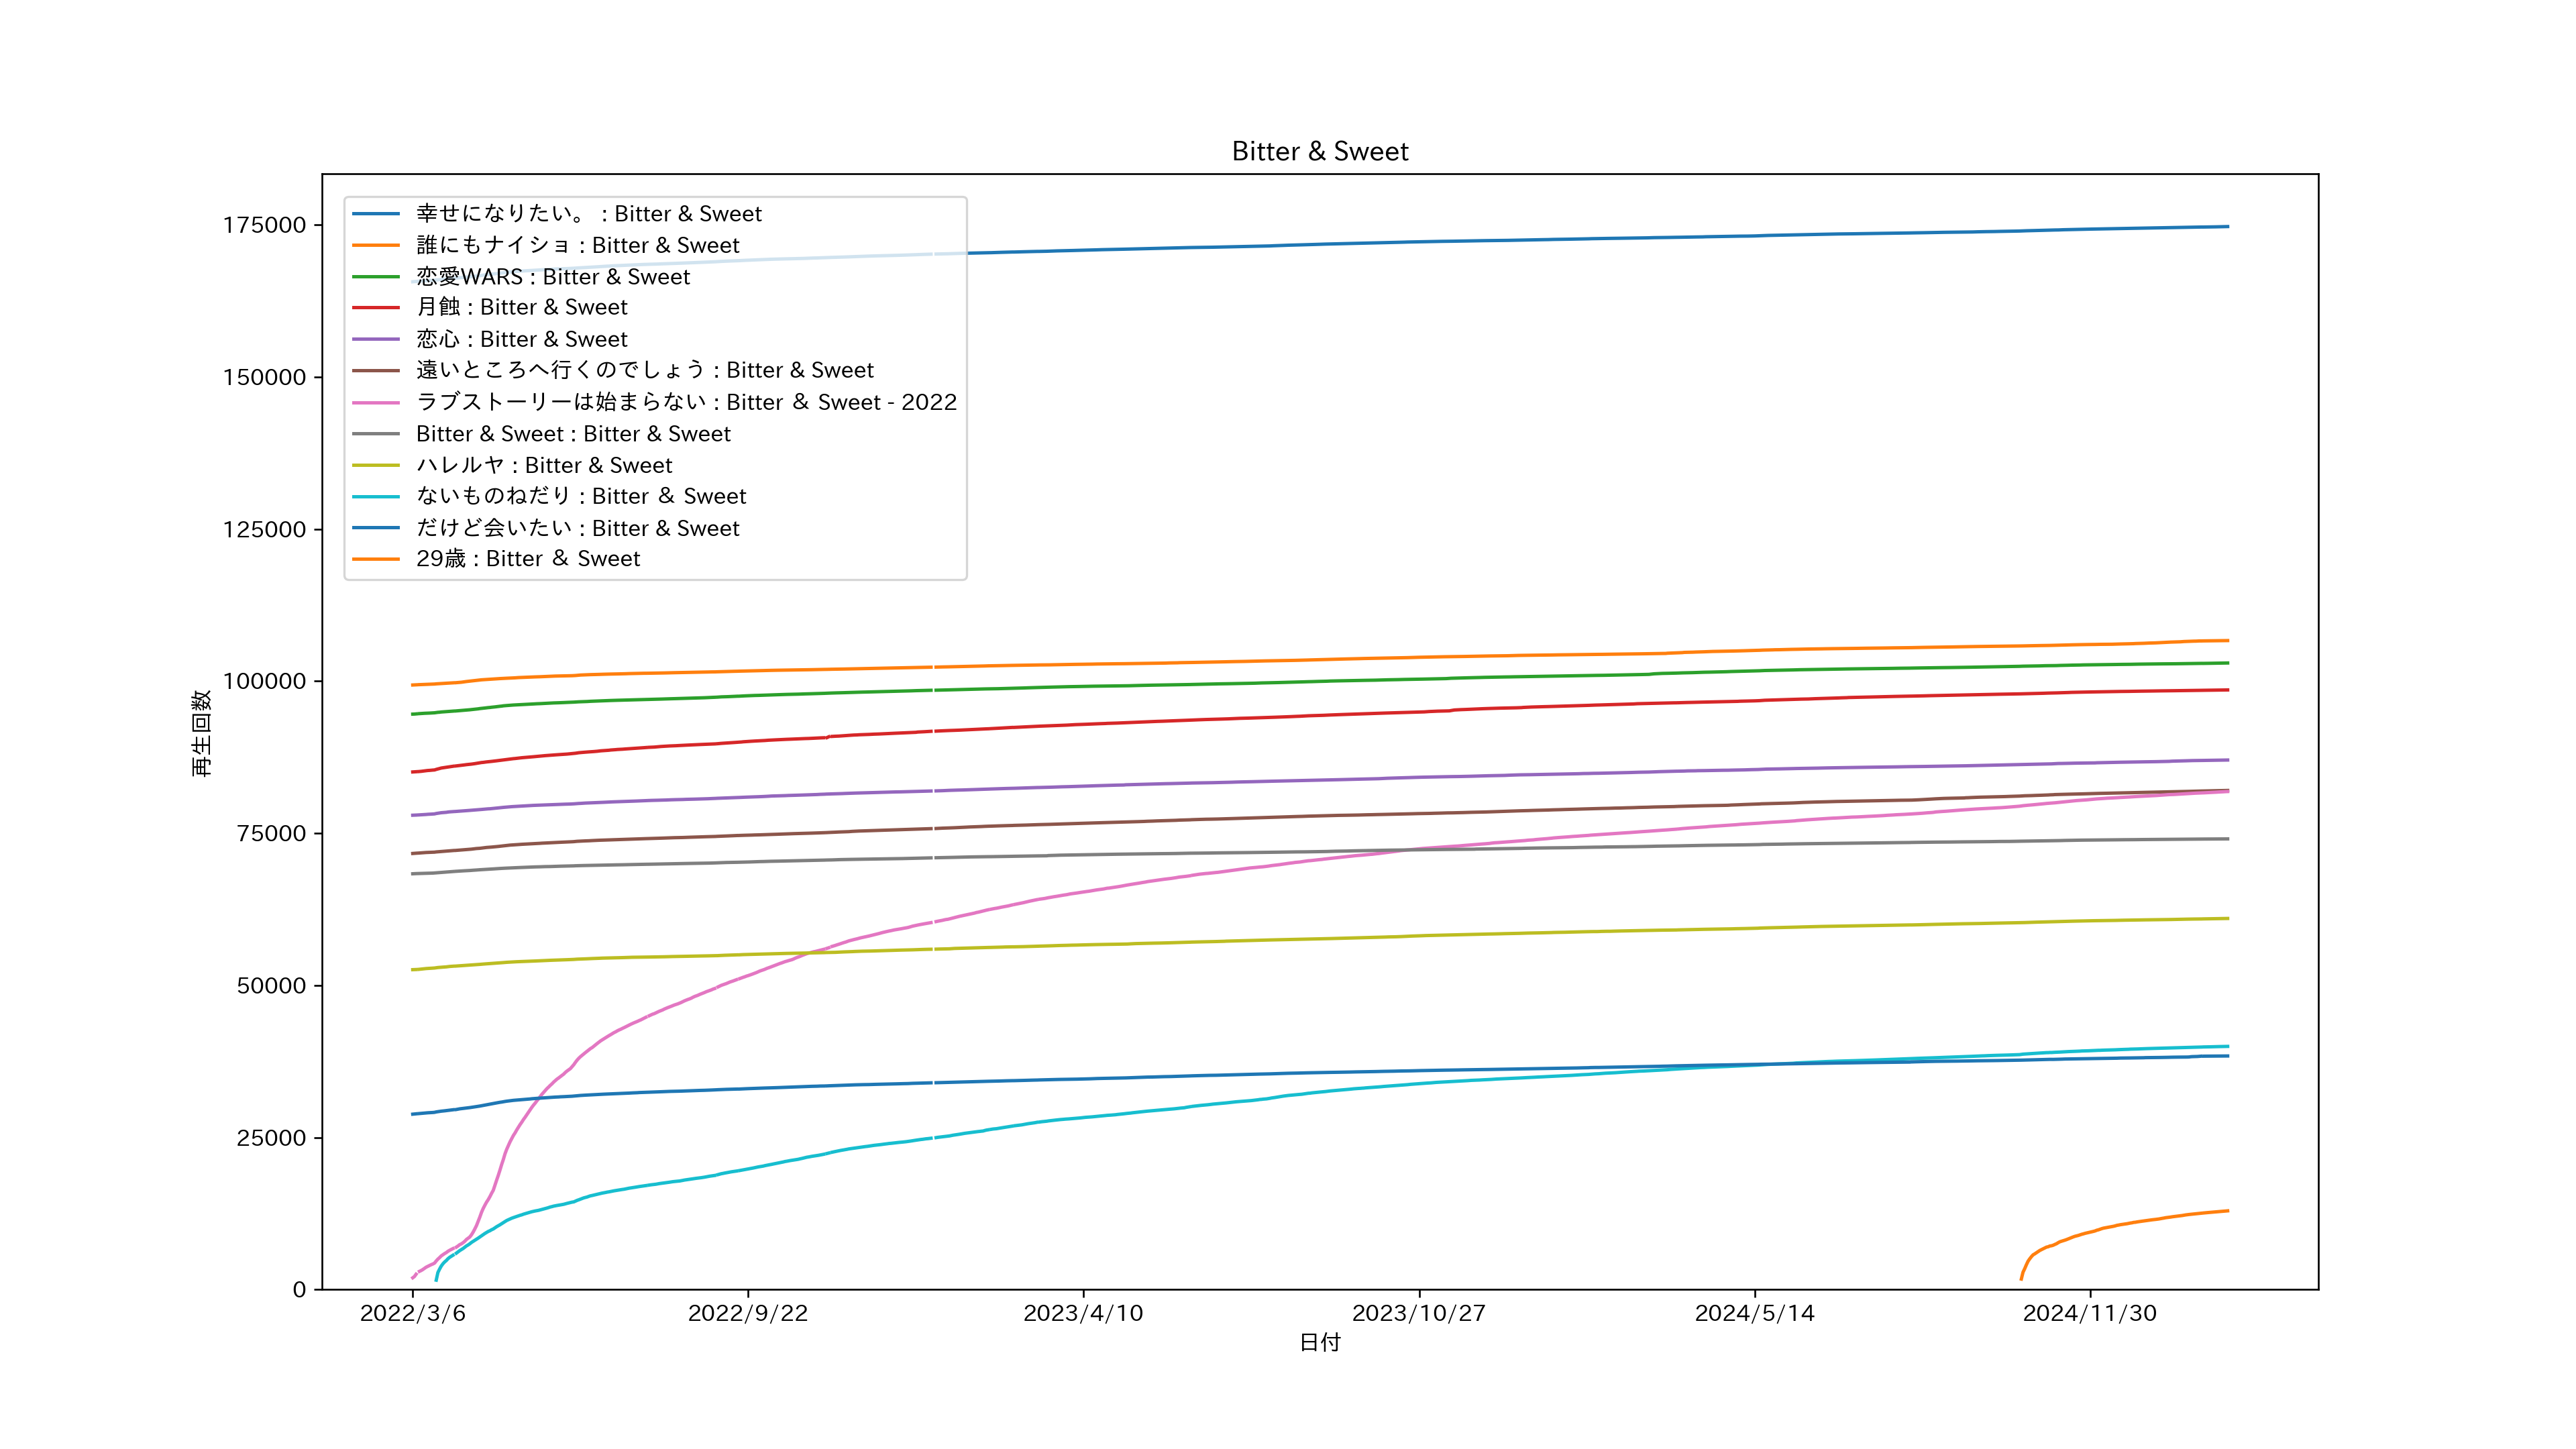 Bitter & Sweet
175000
150000
125000
100000
75000
50000
25000
0
再生回数
幸せになりたい。 : Bitter & Sweet
誰にもナイショ : Bitter & Sweet
恋愛WARS : Bitter & Sweet
月蝕 : Bitter & Sweet
恋心 : Bitter & Sweet
遠いところへ行くのでしょう : Bitter & Sweet
ラブストーリーは始まらない : Bitter ＆ Sweet - 2022
Bitter & Sweet : Bitter & Sweet
ハレルヤ : Bitter & Sweet
ないものねだり : Bitter ＆ Sweet
だけど会いたい : Bitter & Sweet
29歳 : Bitter ＆ Sweet
2022/3/6 2022/9/22 2023/4/10 2023/10/27 2024/5/14 2024/11/30
日付